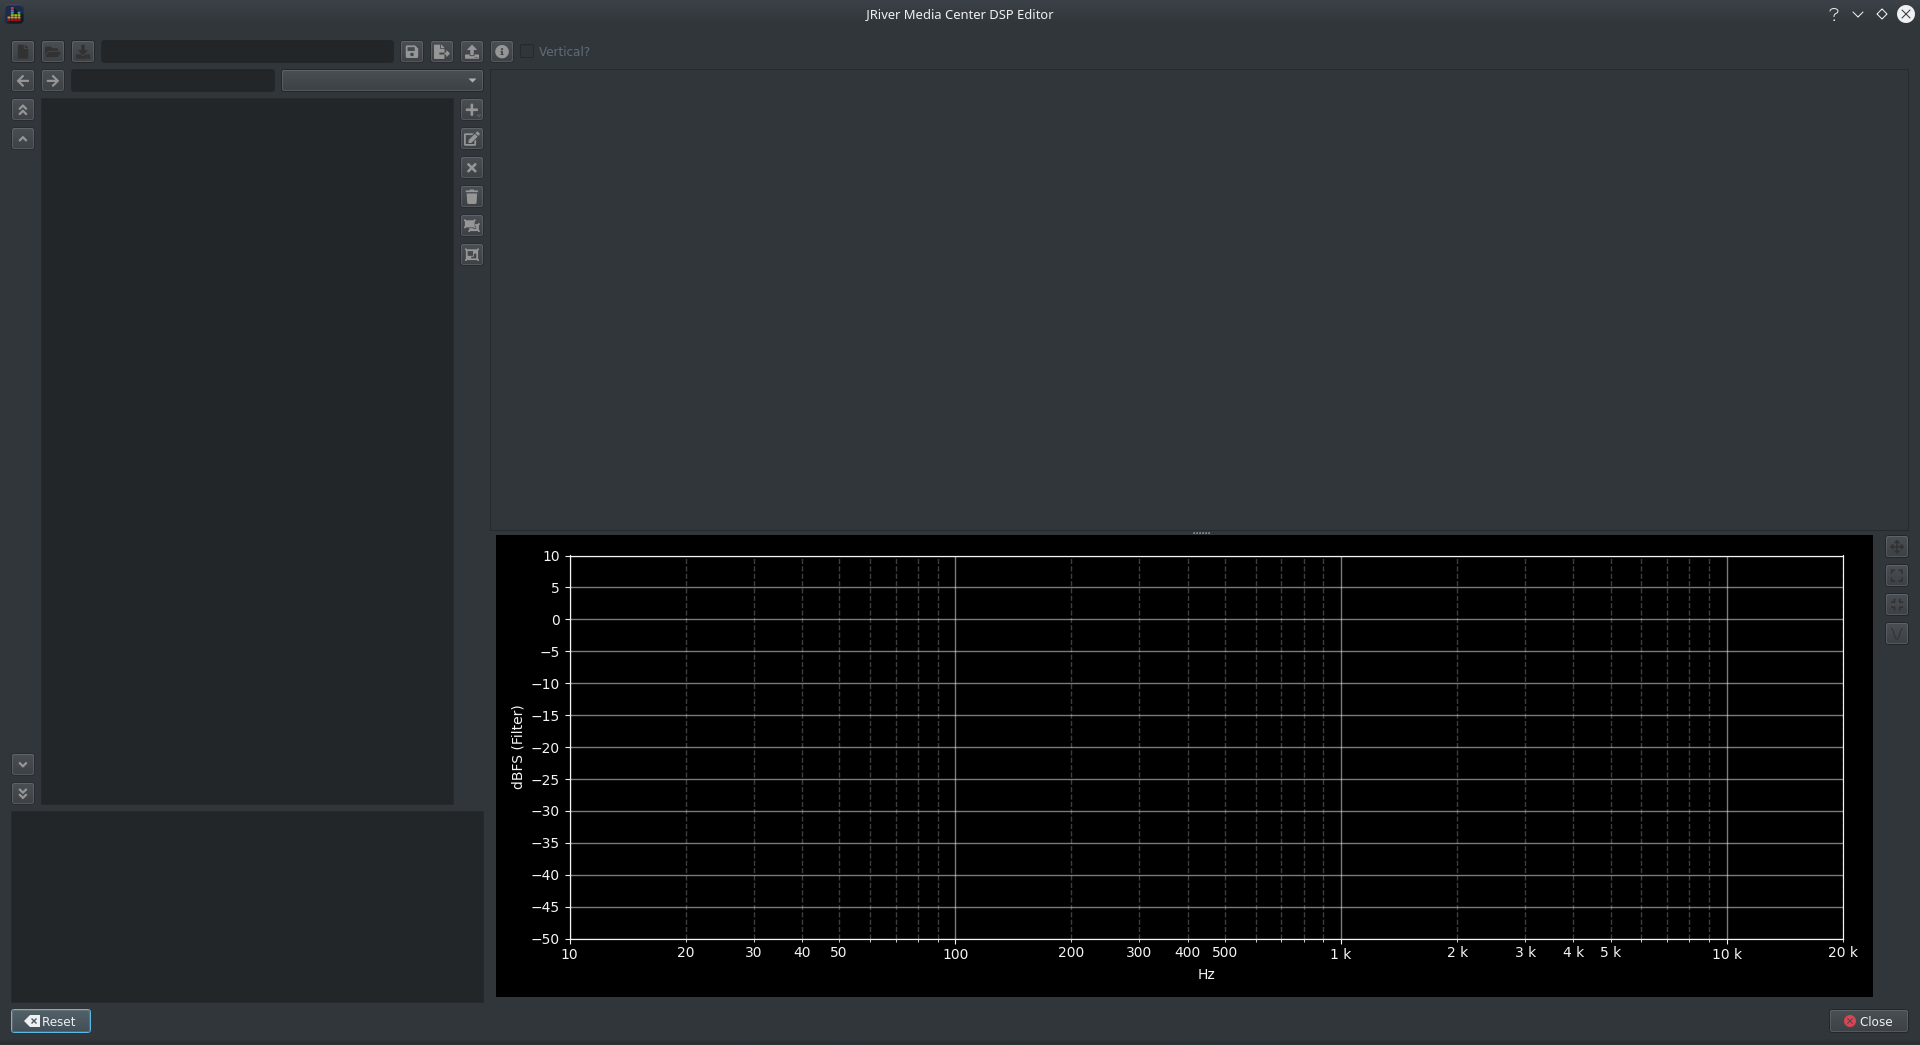 JRiver Media Center DSP Editor
Vertical?
10
5
0
−5
−10
−15
−20
−25
−30
−35
−40
−45
−50
dBFS (Filter)
10 20 30 40 50 100 200 300 400 500 1 k 2 k 3 k 4 k 5 k 10 k 20 k
Hz
Reset
Close